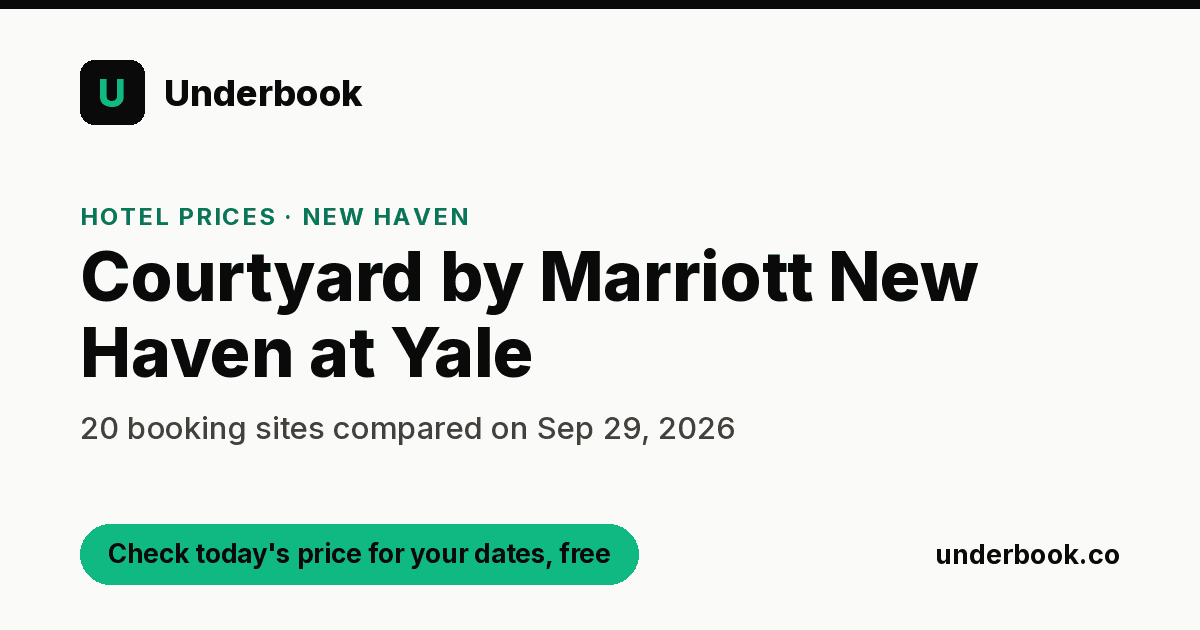 U
Underbook
HOTEL PRICES · NEW HAVEN
Courtyard by Marriott New
Haven at Yale
20 booking sites compared on Sep 29, 2026
Check today's price for your dates, free
underbook.co